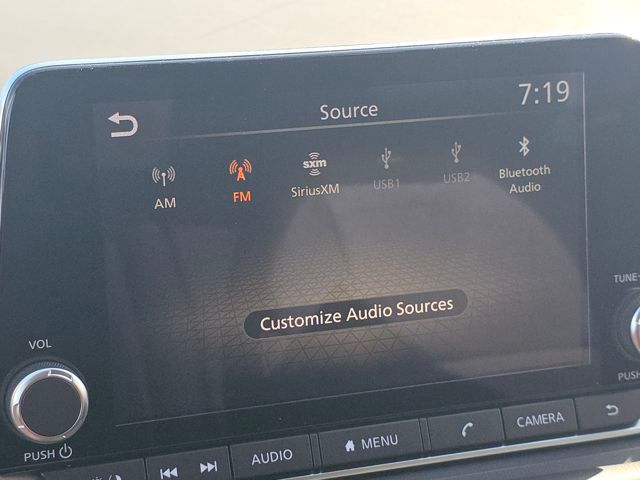 Source
7:19
AM
FM
sxm
SiriusXM
USB1
USB2
Bluetooth
Audio
Customize Audio Sources
VOL
PUSH
TUNE-
PUSH
AUDIO
MENU
CAMERA